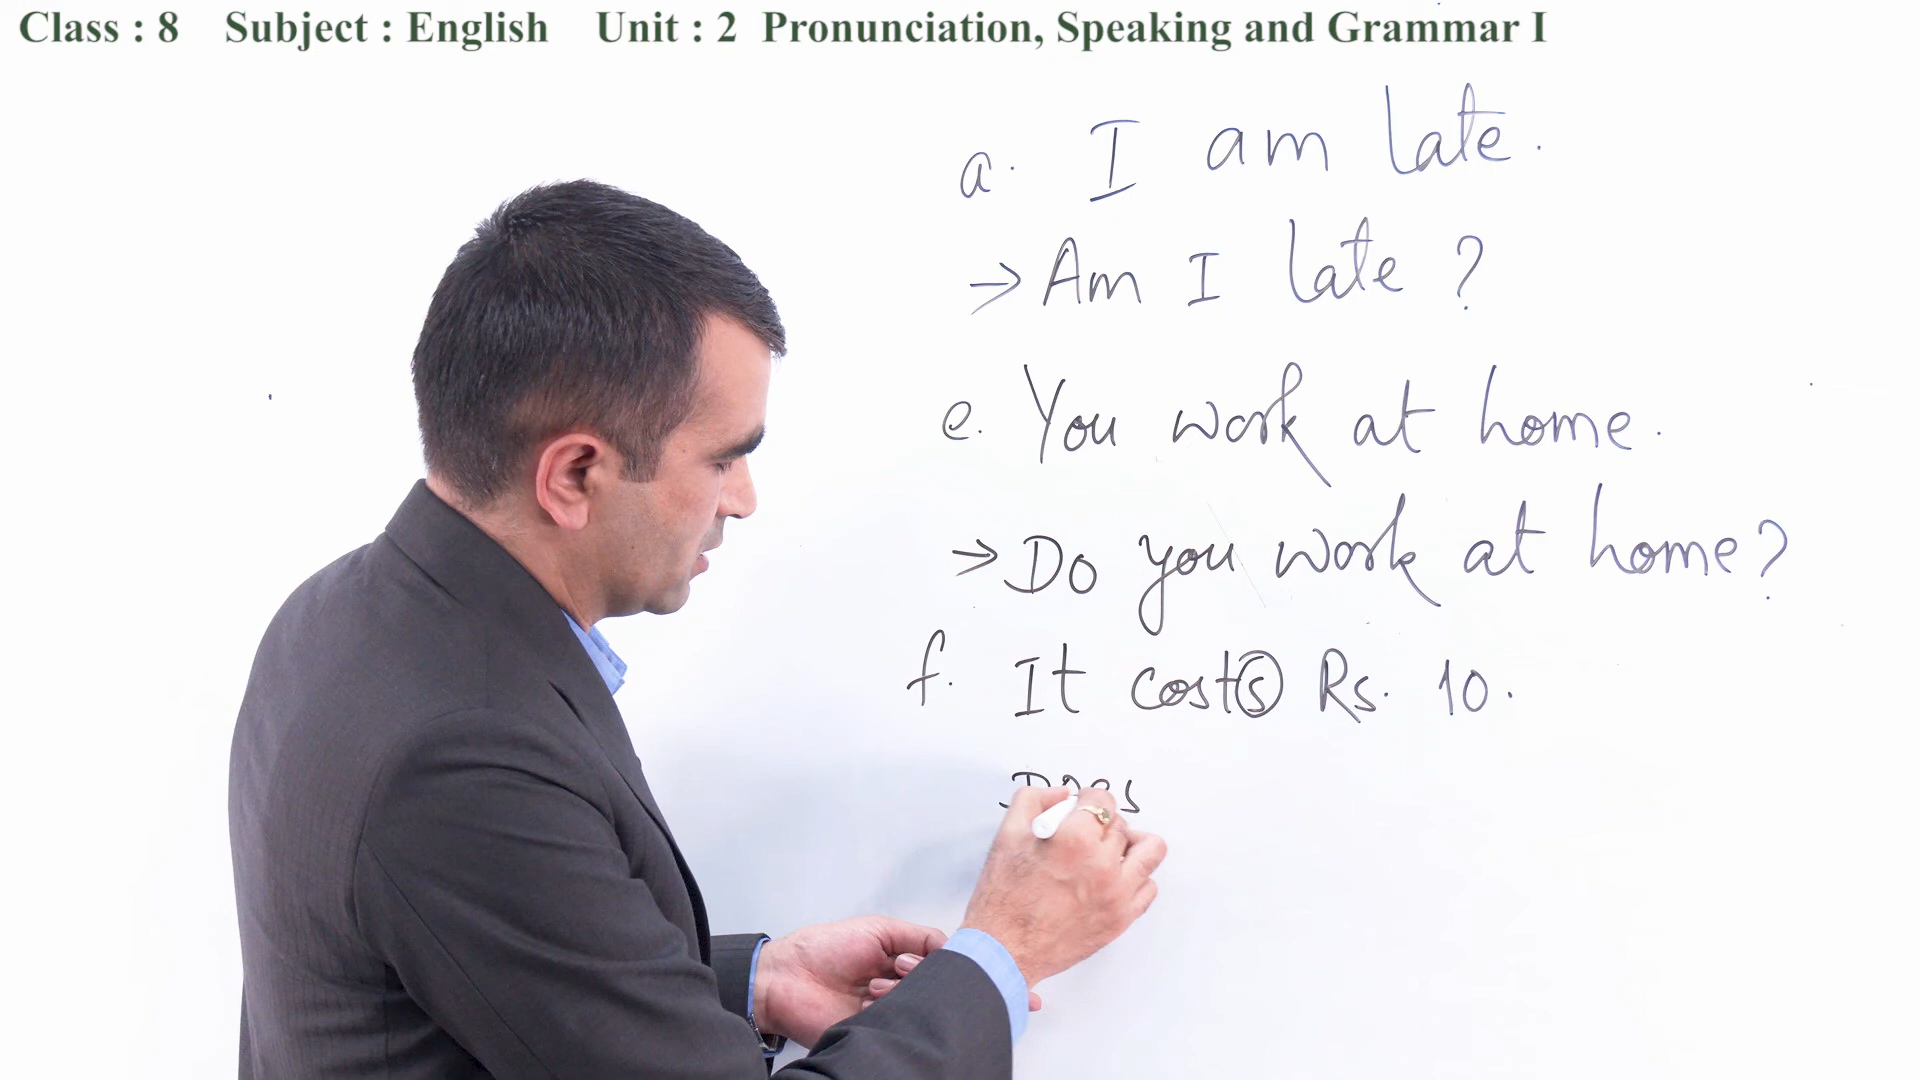 Class : 8 Subject : English Unit : 2 Pronunciation, Speaking and Grammar I
a. I am late.
→ Am I late ?
e. You work at home.
→ Do you work at home?
f. It costs Rs. 10.
Does